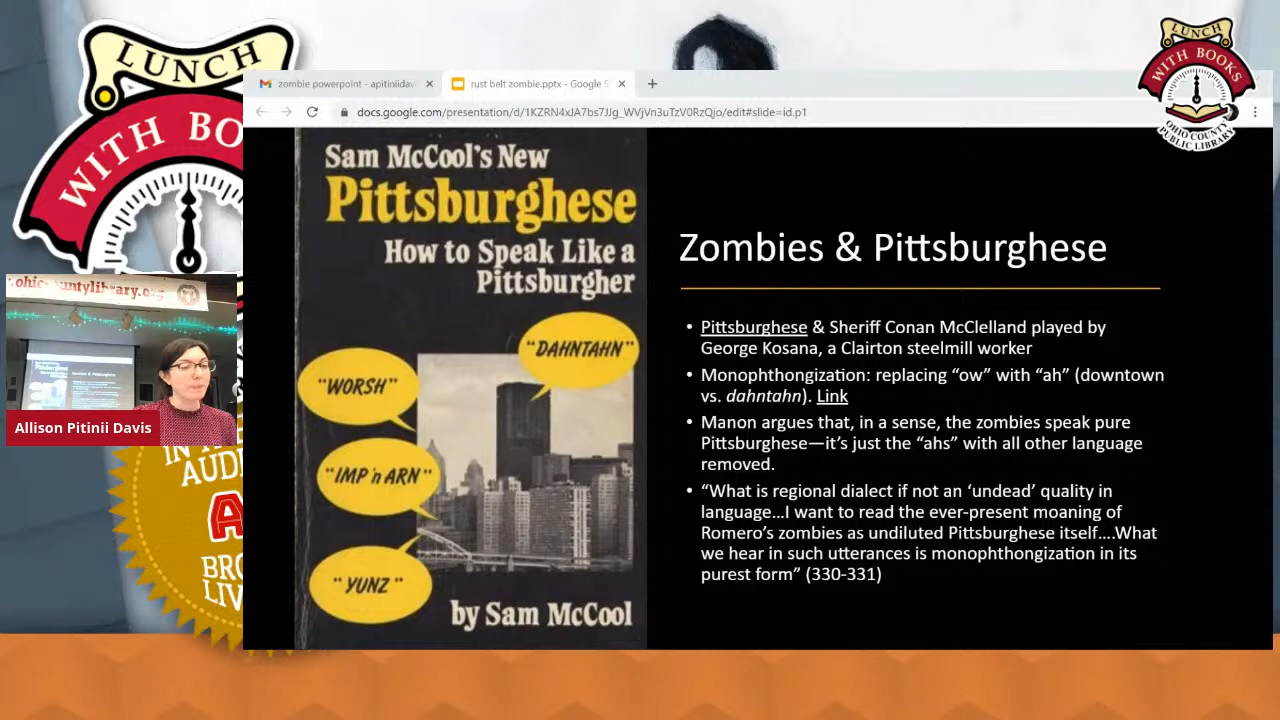 LUNCH
WITH BO
LUNCH
WITH BOOKS
OHIO COUNTY
PUBLIC LIBRARY
zombie powerpoint - apitiniidav
rust belt zombie.pptx - Google S
docs.google.com/presentation/d/1KZRN4xJA7bs7JJg_WVjVn3uTzV0RzQjo/edit#slide=id.p1
Sam McCool's New
Pittsburghese
How to Speak Like a
Pittsburgher
"DAHNTAHN"
"WORSH"
"IMP 'n ARN"
"YUNZ"
by Sam McCool
Zombies & Pittsburghese
• Pittsburghese & Sheriff Conan McClelland played by
George Kosana, a Clairton steelmill worker
• Monophthongization: replacing “ow” with “ah” (downtown
vs. dahntahn). Link
• Manon argues that, in a sense, the zombies speak pure
Pittsburghese—it’s just the “ahs” with all other language
removed.
• “What is regional dialect if not an ‘undead’ quality in
language…I want to read the ever-present moaning of
Romero’s zombies as undiluted Pittsburghese itself….What
we hear in such utterances is monophthongization in its
purest form” (330-331)
ohiocountylibrary.org
Allison Pitinii Davis
AUD
A
BRO
LIV